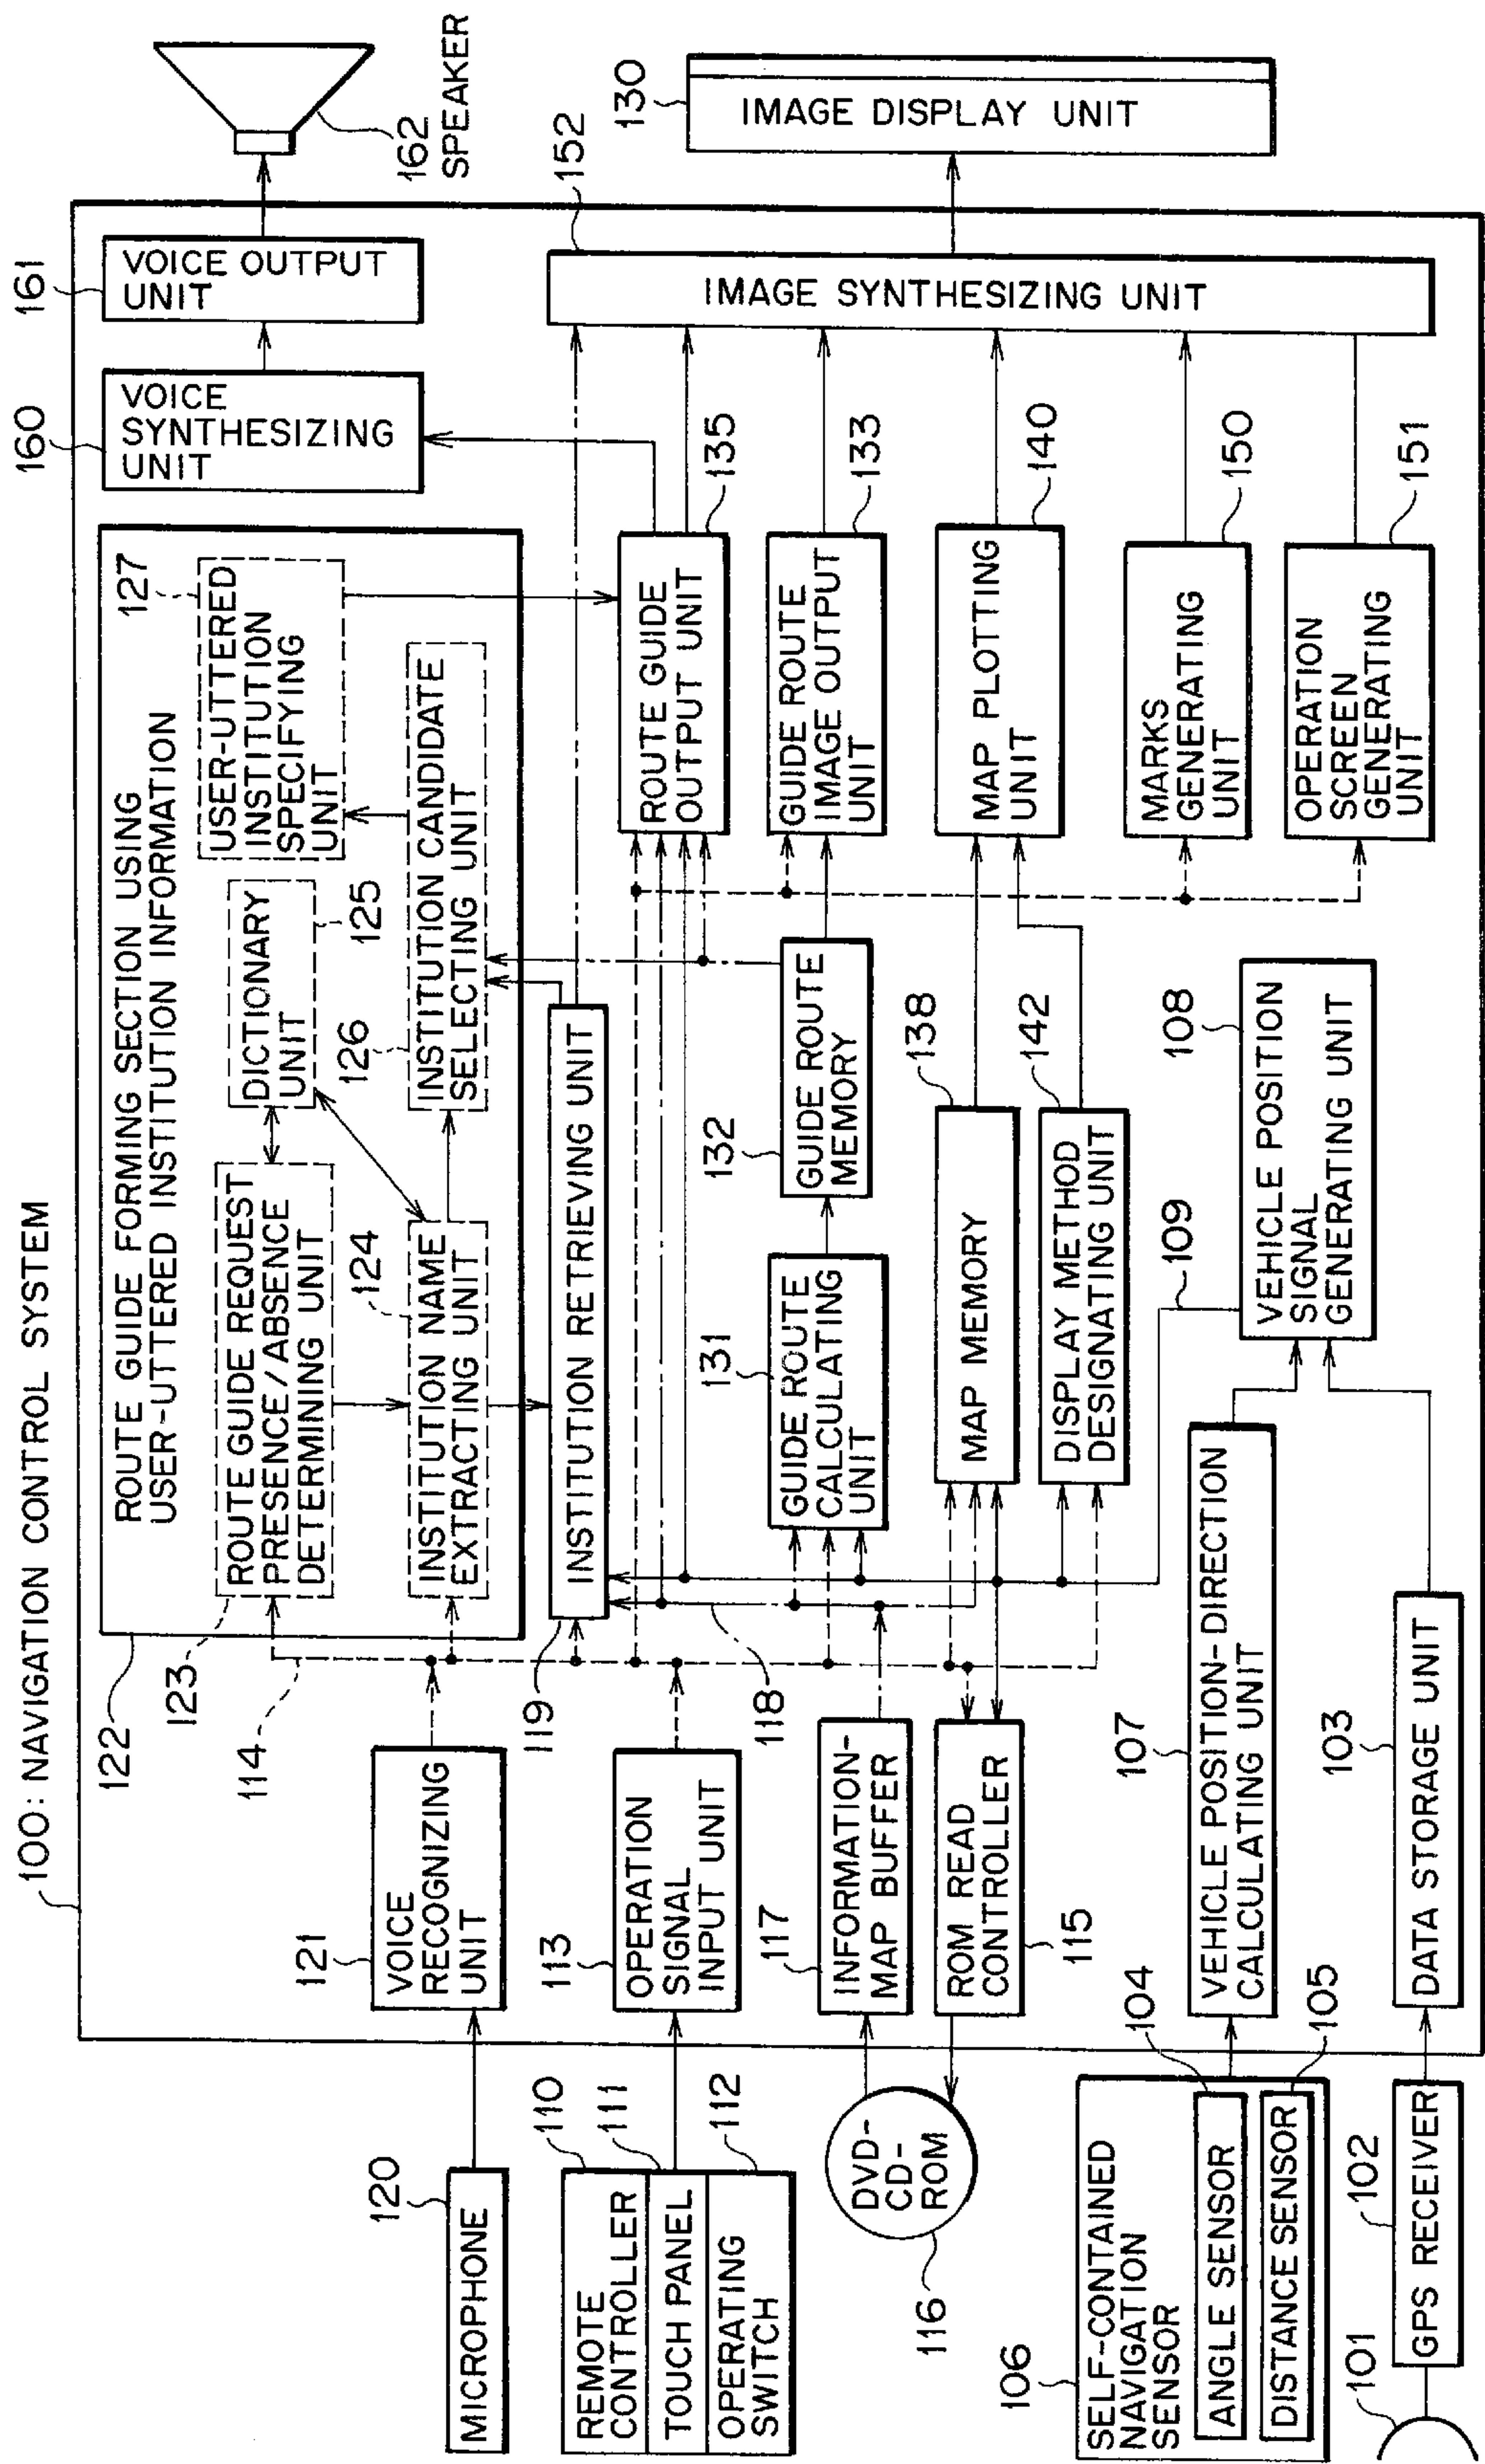 100: NAVIGATION CONTROL SYSTEM
122
ROUTE GUIDE FORMING SECTION USING
USER-UTTERED INSTITUTION INFORMATION
123
ROUTE GUIDE REQUEST
PRESENCE/ABSENCE
DETERMINING UNIT
DICTIONARY
UNIT
125
127
USER-UTTERED
INSTITUTION
SPECIFYING
UNIT
124
INSTITUTION NAME
EXTRACTING UNIT
126
INSTITUTION CANDIDATE
SELECTING UNIT
160
VOICE
SYNTHESIZING
UNIT
161
VOICE OUTPUT
UNIT
162
SPEAKER
114
120
MICROPHONE
121
VOICE
RECOGNIZING
UNIT
119
INSTITUTION RETRIEVING UNIT
152
IMAGE SYNTHESIZING UNIT
130
IMAGE DISPLAY UNIT
110
REMOTE
CONTROLLER
111
TOUCH PANEL
112
OPERATING
SWITCH
113
OPERATION
SIGNAL
INPUT UNIT
118
ROUTE GUIDE
OUTPUT UNIT
135
131
GUIDE ROUTE
CALCULATING
UNIT
132
GUIDE ROUTE
MEMORY
GUIDE ROUTE
IMAGE OUTPUT
UNIT
133
116
DVD-
CD-
ROM
117
INFORMATION-
MAP BUFFER
ROM READ
CONTROLLER
115
138
MAP MEMORY
142
DISPLAY METHOD
DESIGNATING UNIT
MAP PLOTTING
UNIT
140
109
MARKS
GENERATING
UNIT
150
OPERATION
SCREEN
GENERATING
UNIT
151
106
SELF-CONTAINED
NAVIGATION
SENSOR
104
ANGLE SENSOR
105
DISTANCE SENSOR
107
VEHICLE POSITION-DIRECTION
CALCULATING UNIT
108
VEHICLE POSITION
SIGNAL
GENERATING UNIT
101
102
GPS RECEIVER
103
DATA STORAGE UNIT